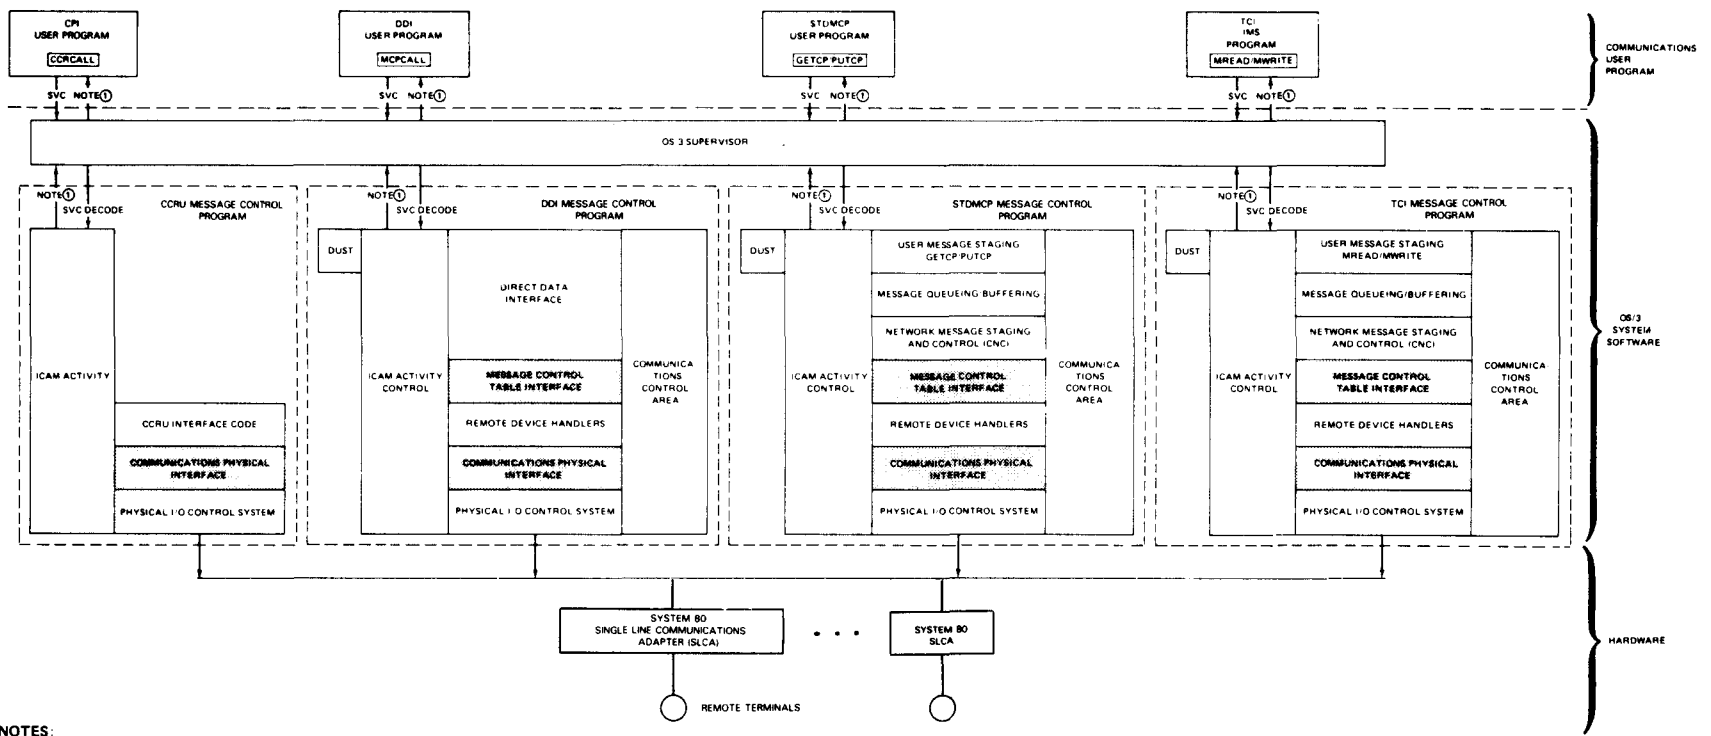 CPI
USER PROGRAM
CCRCALL
DDI
USER PROGRAM
MCPCALL
STDMCP
USER PROGRAM
GETCP/PUTCP
TCI
IMS
PROGRAM
MREAD/MWRITE
COMMUNICATIONS
USER
PROGRAM
SVC NOTE①
SVC NOTE①
SVC NOTE①
SVC NOTE①
OS 3 SUPERVISOR
NOTE①
SVC DECODE
CCRU MESSAGE CONTROL
PROGRAM
NOTE①
SVC DECODE
DDI MESSAGE CONTROL
PROGRAM
NOTE①
SVC DECODE
STDMCP MESSAGE CONTROL
PROGRAM
NOTE①
SVC DECODE
TCI MESSAGE CONTROL
PROGRAM
ICAM ACTIVITY
CCRU INTERFACE CODE
COMMUNICATIONS PHYSICAL
INTERFACE
PHYSICAL I/O CONTROL SYSTEM
DUST
ICAM ACTIVITY
CONTROL
DIRECT DATA
INTERFACE
MESSAGE CONTROL
TABLE INTERFACE
REMOTE DEVICE HANDLERS
COMMUNICATIONS PHYSICAL
INTERFACE
PHYSICAL I/O CONTROL SYSTEM
COMMUNICA
TIONS
CONTROL
AREA
DUST
ICAM ACTIVITY
CONTROL
USER MESSAGE STAGING
GETCP/PUTCP
MESSAGE QUEUEING/BUFFERING
NETWORK MESSAGE STAGING
AND CONTROL (CNC)
MESSAGE CONTROL
TABLE INTERFACE
REMOTE DEVICE HANDLERS
COMMUNICATIONS PHYSICAL
INTERFACE
PHYSICAL I/O CONTROL SYSTEM
COMMUNICA
TIONS
CONTROL
AREA
DUST
ICAM ACTIVITY
CONTROL
USER MESSAGE STAGING
MREAD/MWRITE
MESSAGE QUEUEING/BUFFERING
NETWORK MESSAGE STAGING
AND CONTROL (CNC)
MESSAGE CONTROL
TABLE INTERFACE
REMOTE DEVICE HANDLERS
COMMUNICATIONS PHYSICAL
INTERFACE
PHYSICAL I/O CONTROL SYSTEM
COMMUNICA-
TIONS
CONTROL
AREA
OS/3
SYSTEM
SOFTWARE
SYSTEM 80
SINGLE LINE COMMUNICATIONS
ADAPTER (SLCA)
• • •
SYSTEM 80
SLCA
HARDWARE
REMOTE TERMINALS
NOTES: